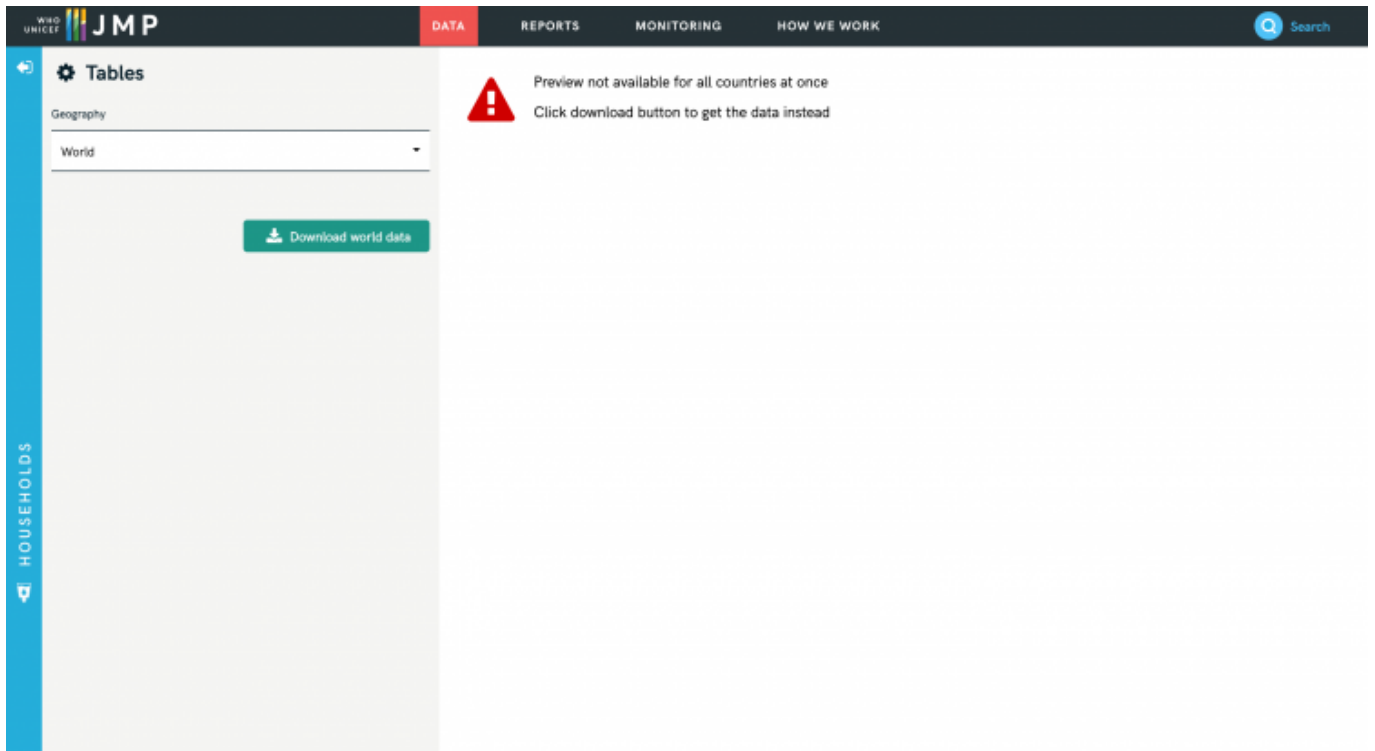 WHO
UNICEF
JMP
DATA
REPORTS
MONITORING
HOW WE WORK
Search
Tables
Geography
World
Download world data
Preview not available for all countries at once
Click download button to get the data instead
HOUSEHOLDS